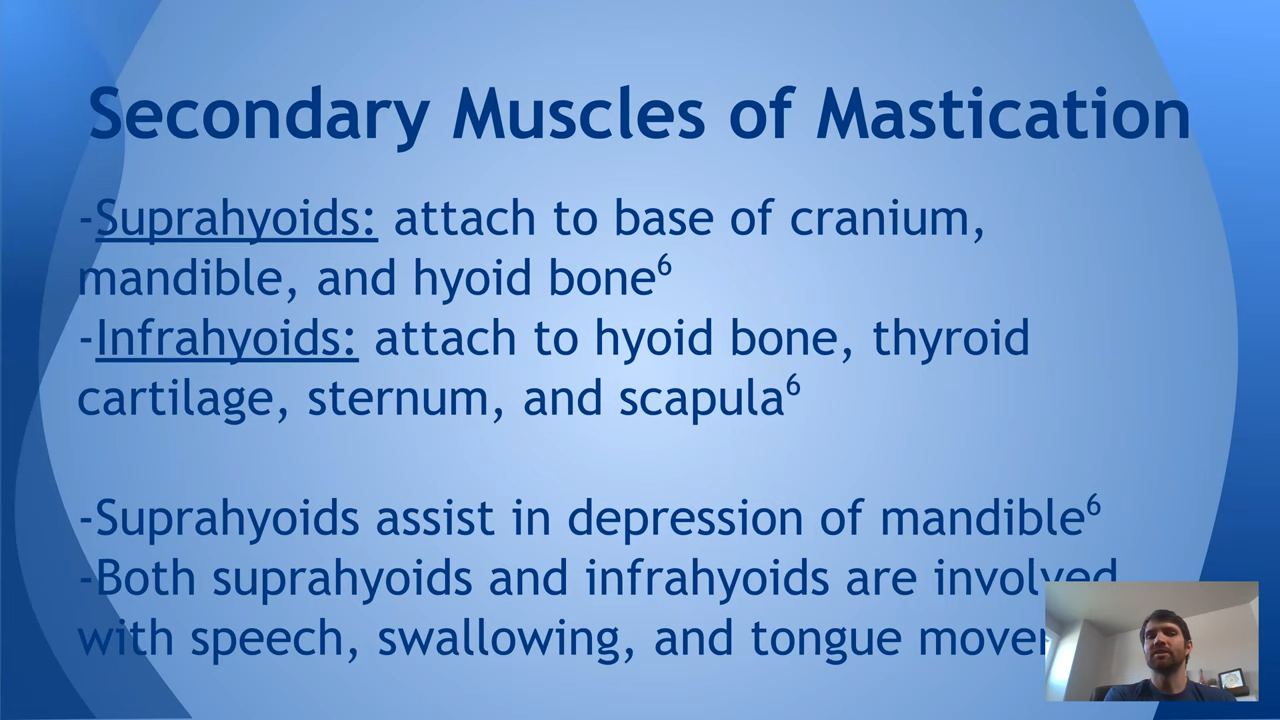 Secondary Muscles of Mastication
-Suprahyoids: attach to base of cranium,
mandible, and hyoid bone⁶
-Infrahyoids: attach to hyoid bone, thyroid
cartilage, sternum, and scapula⁶
-Suprahyoids assist in depression of mandible⁶
-Both suprahyoids and infrahyoids are involved
with speech, swallowing, and tongue